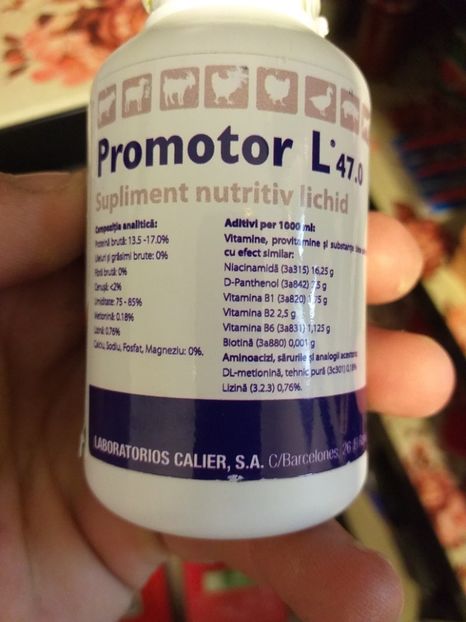 Promotor L® 47.0
Supliment nutritiv lichid
Compoziția analitică:
Proteină brută: 13.5 -17.0%
Uleiuri și grăsimi brute: 0%
Fibră brută: 0%
Cenușă: <2%
Umiditate: 75 - 85%
Metionină: 0.18%
Lizină: 0.76%
Calciu, Sodiu, Fosfat, Magneziu: 0%.
Aditivi per 1000 ml:
Vitamine, provitamine și substanțe
cu efect similar:
Niacinamidă (3a315) 16,25 g
D-Panthenol (3a842) 7,5 g
Vitamina B1 (3a820)
Vitamina B2 2,5 g
Vitamina B6 (3a831) 1,125 g
Biotină (3a880) 0,001 g
Aminoacizi, sărurile și analogii acestora:
DL-metionină, tehnic pură (3c301) 0,18%
Lizină (3.2.3) 0,76%.
LABORATORIOS CALIER, S.A. C/Barcelones, 26